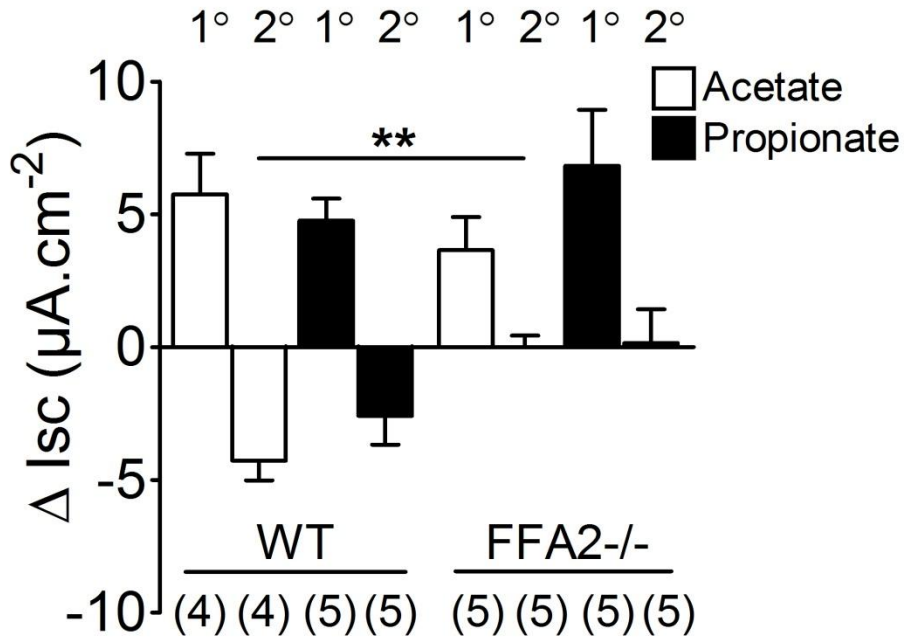 1° 2° 1° 2° 1° 2° 1° 2°
10
5
0
-5
-10
Δ Isc (µA.cm-2)
Acetate
Propionate
**
WT FFA2-/-
(4) (4) (5) (5) (5) (5) (5) (5)